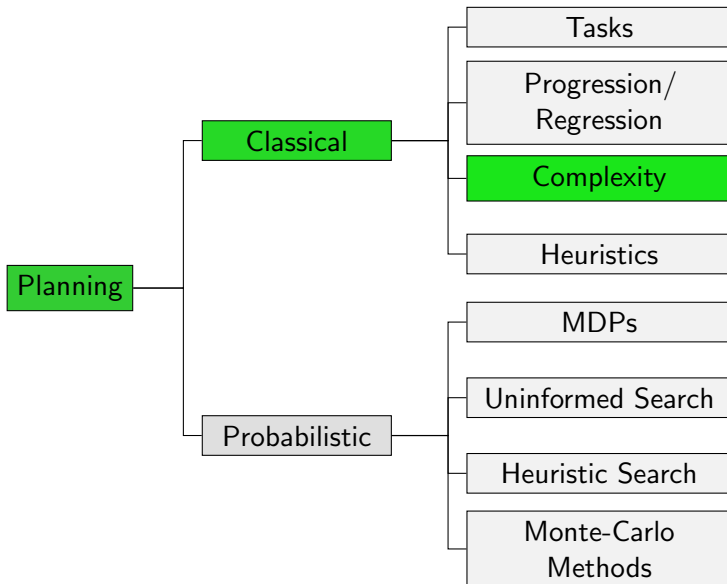 Planning
Classical
Tasks
Progression/
Regression
Complexity
Heuristics
Probabilistic
MDPs
Uninformed Search
Heuristic Search
Monte-Carlo
Methods